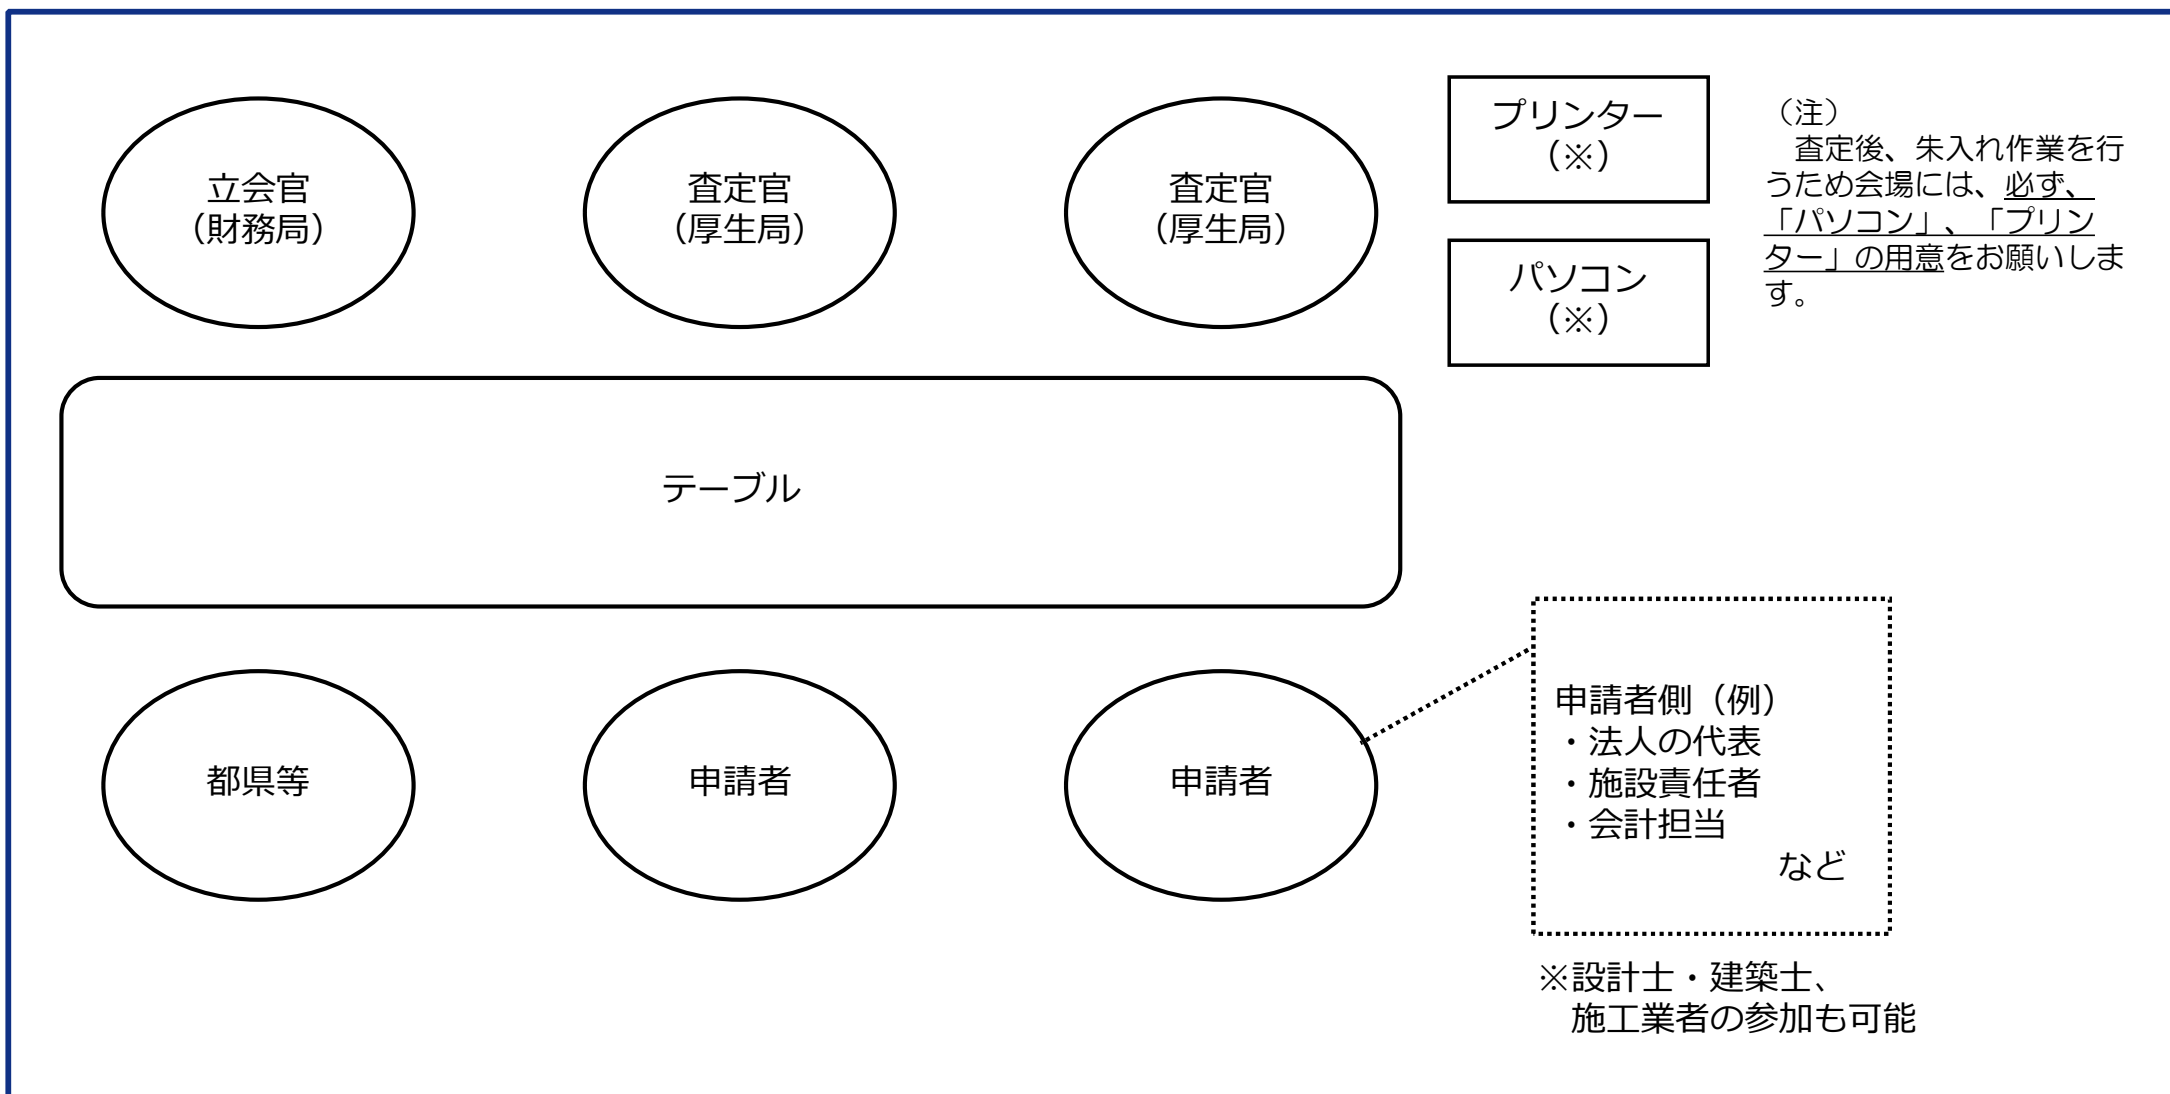 立会官
（財務局）
査定官
（厚生局）
査定官
（厚生局）
プリンター
（※）
パソコン
（※）
（注）
　査定後、朱入れ作業を行
うため会場には、必ず、
「パソコン」、「プリン
ター」の用意をお願いしま
す。
テーブル
都県等
申請者
申請者
申請者側（例）
・法人の代表
・施設責任者
・会計担当
など
※設計士・建築士、
施工業者の参加も可能